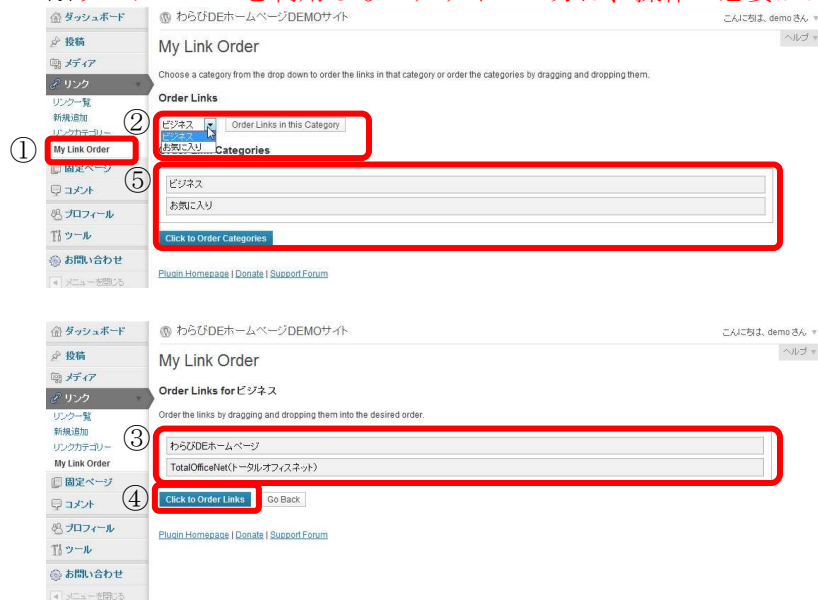 ダッシュボード
わらびDEホームページDEMOサイト
こんにちは、demo さん
投稿
My Link Order
ヘルプ
メディア
Choose a category from the drop down to order the links in that category or order the categories by dragging and dropping them.
リンク
リンク一覧
Order Links
新規追加
②
ビジネス
Order Links in this Category
リンクカテゴリー
ビジネス
①
My Link Order
お気に入り
Categories
固定ページ
⑤
ビジネス
コメント
お気に入り
プロフィール
ツール
Click to Order Categories
お問い合わせ
Plugin Homepage | Donate | Support Forum
メニューを閉じる
ダッシュボード
わらびDEホームページDEMOサイト
こんにちは、demo さん
投稿
My Link Order
ヘルプ
メディア
リンク
Order Links for ビジネス
リンク一覧
Order the links by dragging and dropping them into the desired order.
新規追加
③
リンクカテゴリー
わらびDEホームページ
My Link Order
TotalOfficeNet(トータルオフィスネット)
固定ページ
④
Click to Order Links
Go Back
コメント
プロフィール
Plugin Homepage | Donate | Support Forum
ツール
お問い合わせ
メニューを閉じる